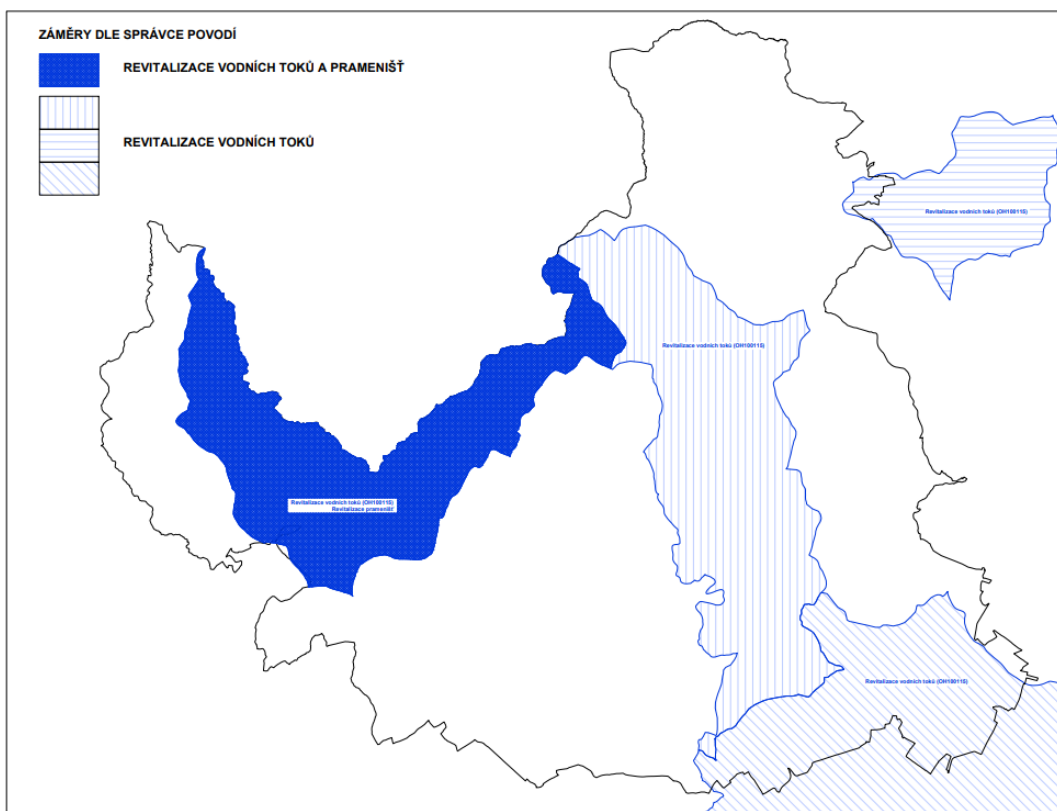 ZÁMĚRY DLE SPRÁVCE POVODÍ
REVITALIZACE VODNÍCH TOKŮ A PRAMENIŠŤ
REVITALIZACE VODNÍCH TOKŮ
Revitalizace vodních toků (OH100115)
Revitalizace vodních toků (OH100115)
Revitalizace vodních toků (OH100115)
Revitalizace pramenišť
Revitalizace vodních toků (OH100115)